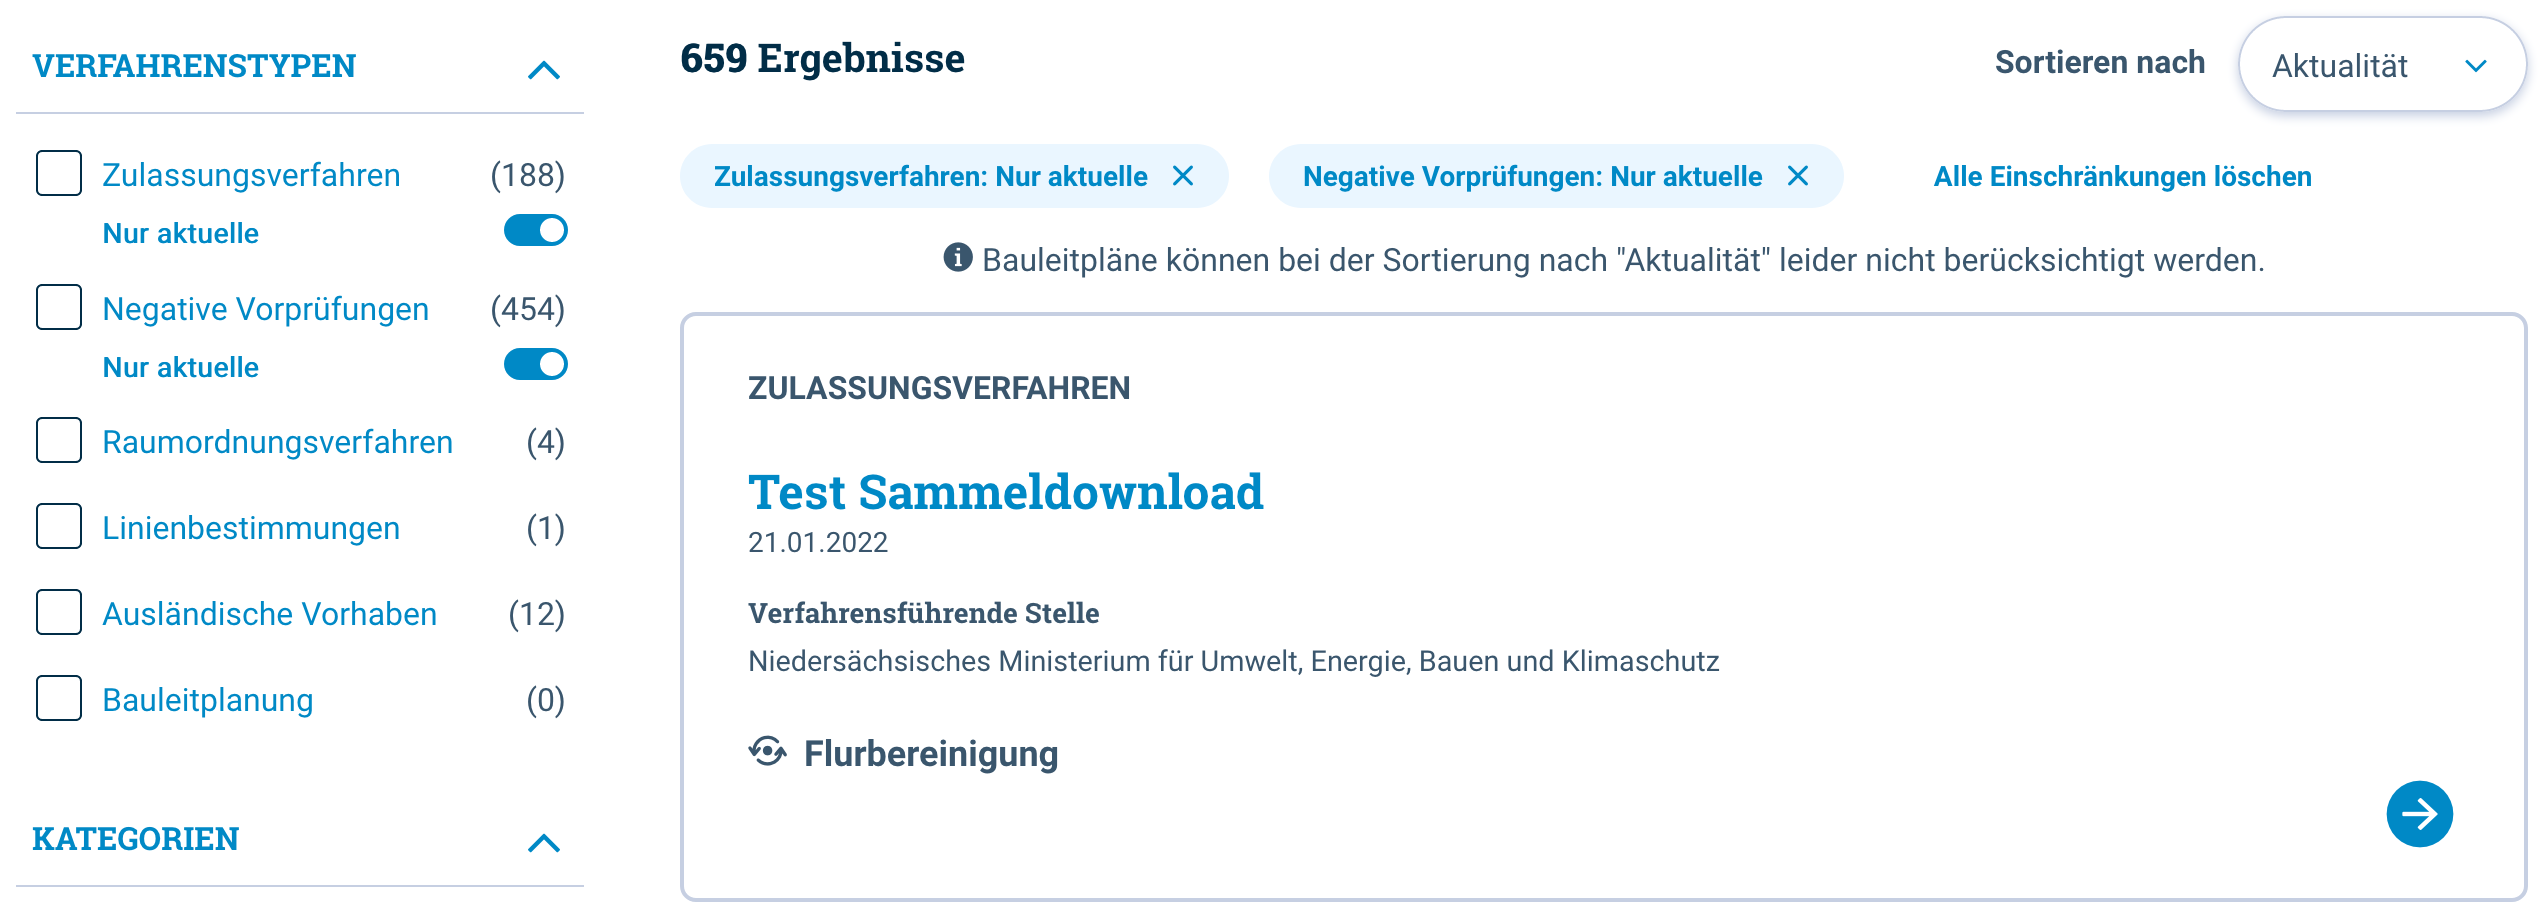 VERFAHRENSTYPEN
Zulassungsverfahren (188)
Nur aktuelle
Negative Vorprüfungen (454)
Nur aktuelle
Raumordnungsverfahren (4)
Linienbestimmungen (1)
Ausländische Vorhaben (12)
Bauleitplanung (0)
KATEGORIEN
659 Ergebnisse
Sortieren nach Aktualität
Zulassungsverfahren: Nur aktuelle Negative Vorprüfungen: Nur aktuelle Alle Einschränkungen löschen
Bauleitpläne können bei der Sortierung nach "Aktualität" leider nicht berücksichtigt werden.
ZULASSUNGSVERFAHREN
Test Sammeldownload
21.01.2022
Verfahrensführende Stelle
Niedersächsisches Ministerium für Umwelt, Energie, Bauen und Klimaschutz
Flurbereinigung